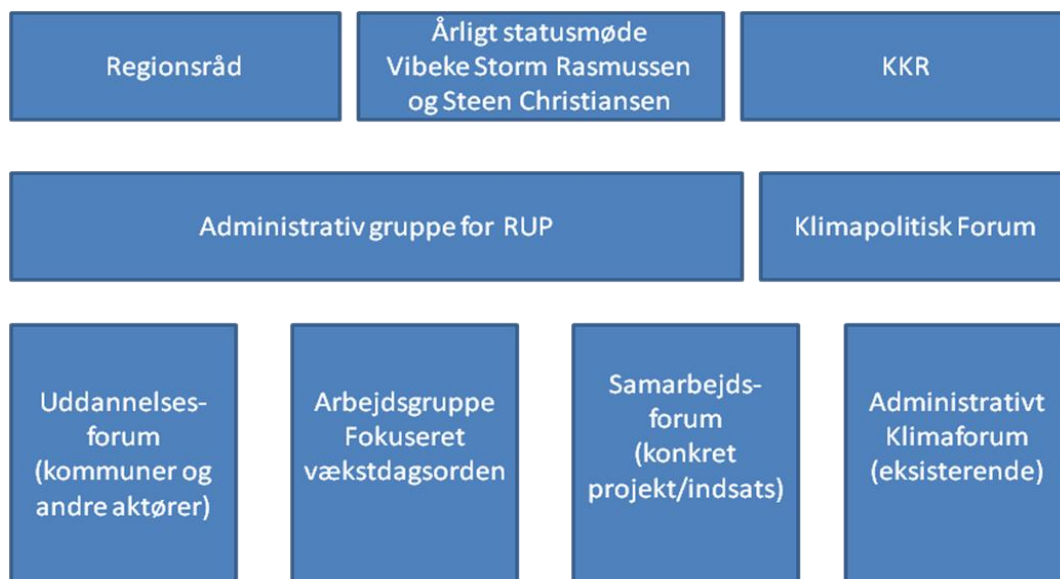 Regionsråd
Årligt statusmøde
Vibeke Storm Rasmussen
og Steen Christiansen
KKR
Administrativ gruppe for RUP
Klimapolitisk Forum
Uddannelses-
forum
(kommuner og
andre aktører)
Arbejdsgruppe
Fokuseret
vækstdagsorden
Samarbejds-
forum
(konkret
projekt/indsats)
Administrativt
Klimaforum
(eksisterende)